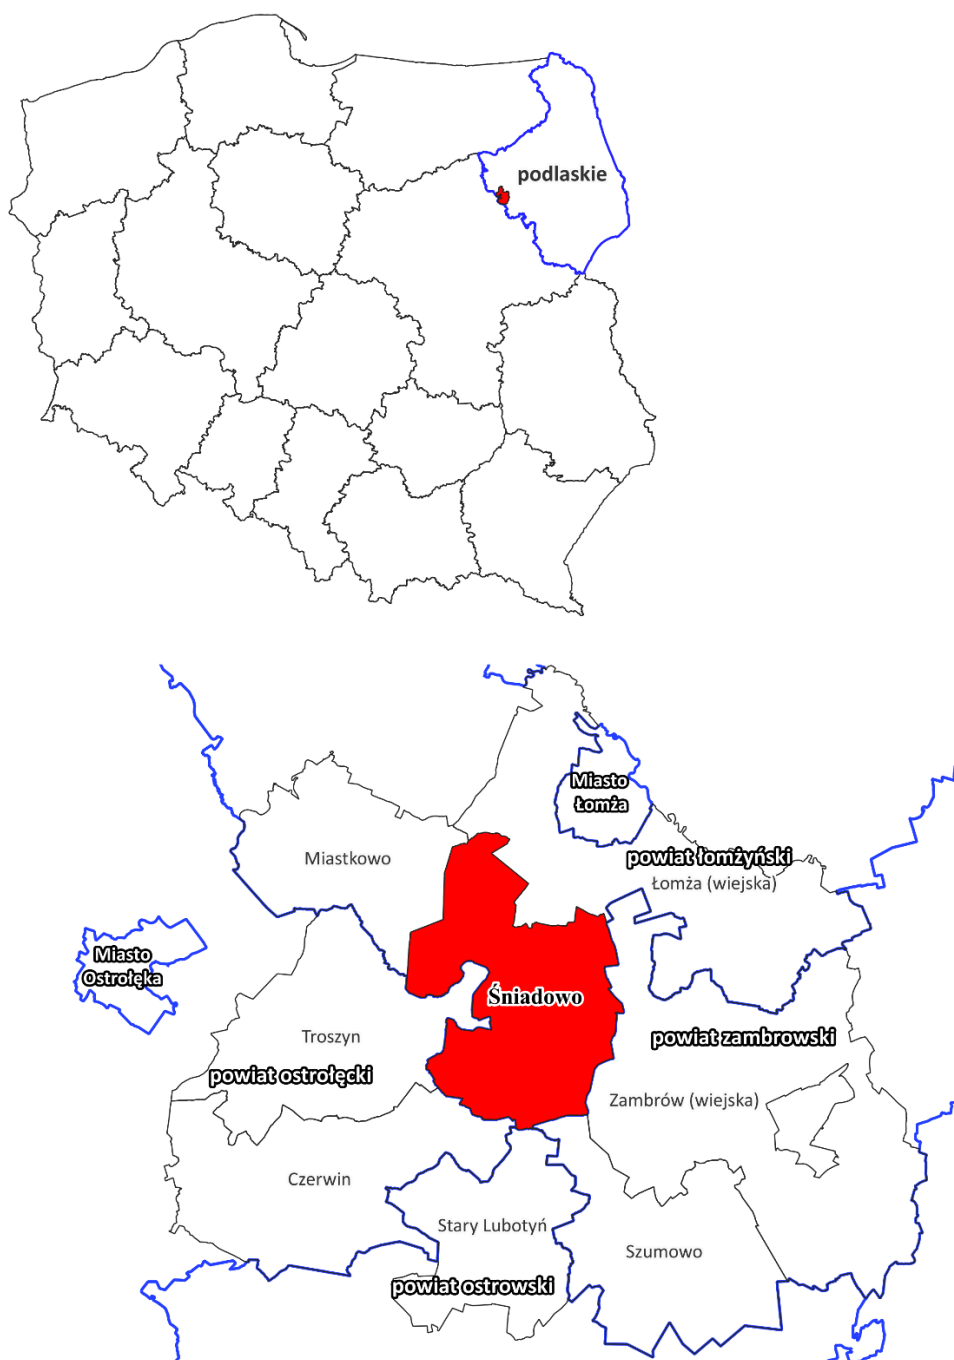 podlaskie
Miasto
Łomża
Miastkowo
powiat łomżyński
Łomża (wiejska)
Miasto
Ostrołęka
Śniadowo
Troszyn
powiat zambrowski
powiat ostrołęcki
Zambrów (wiejska)
Czerwin
Stary Lubotyń
Szumowo
powiat ostrowski